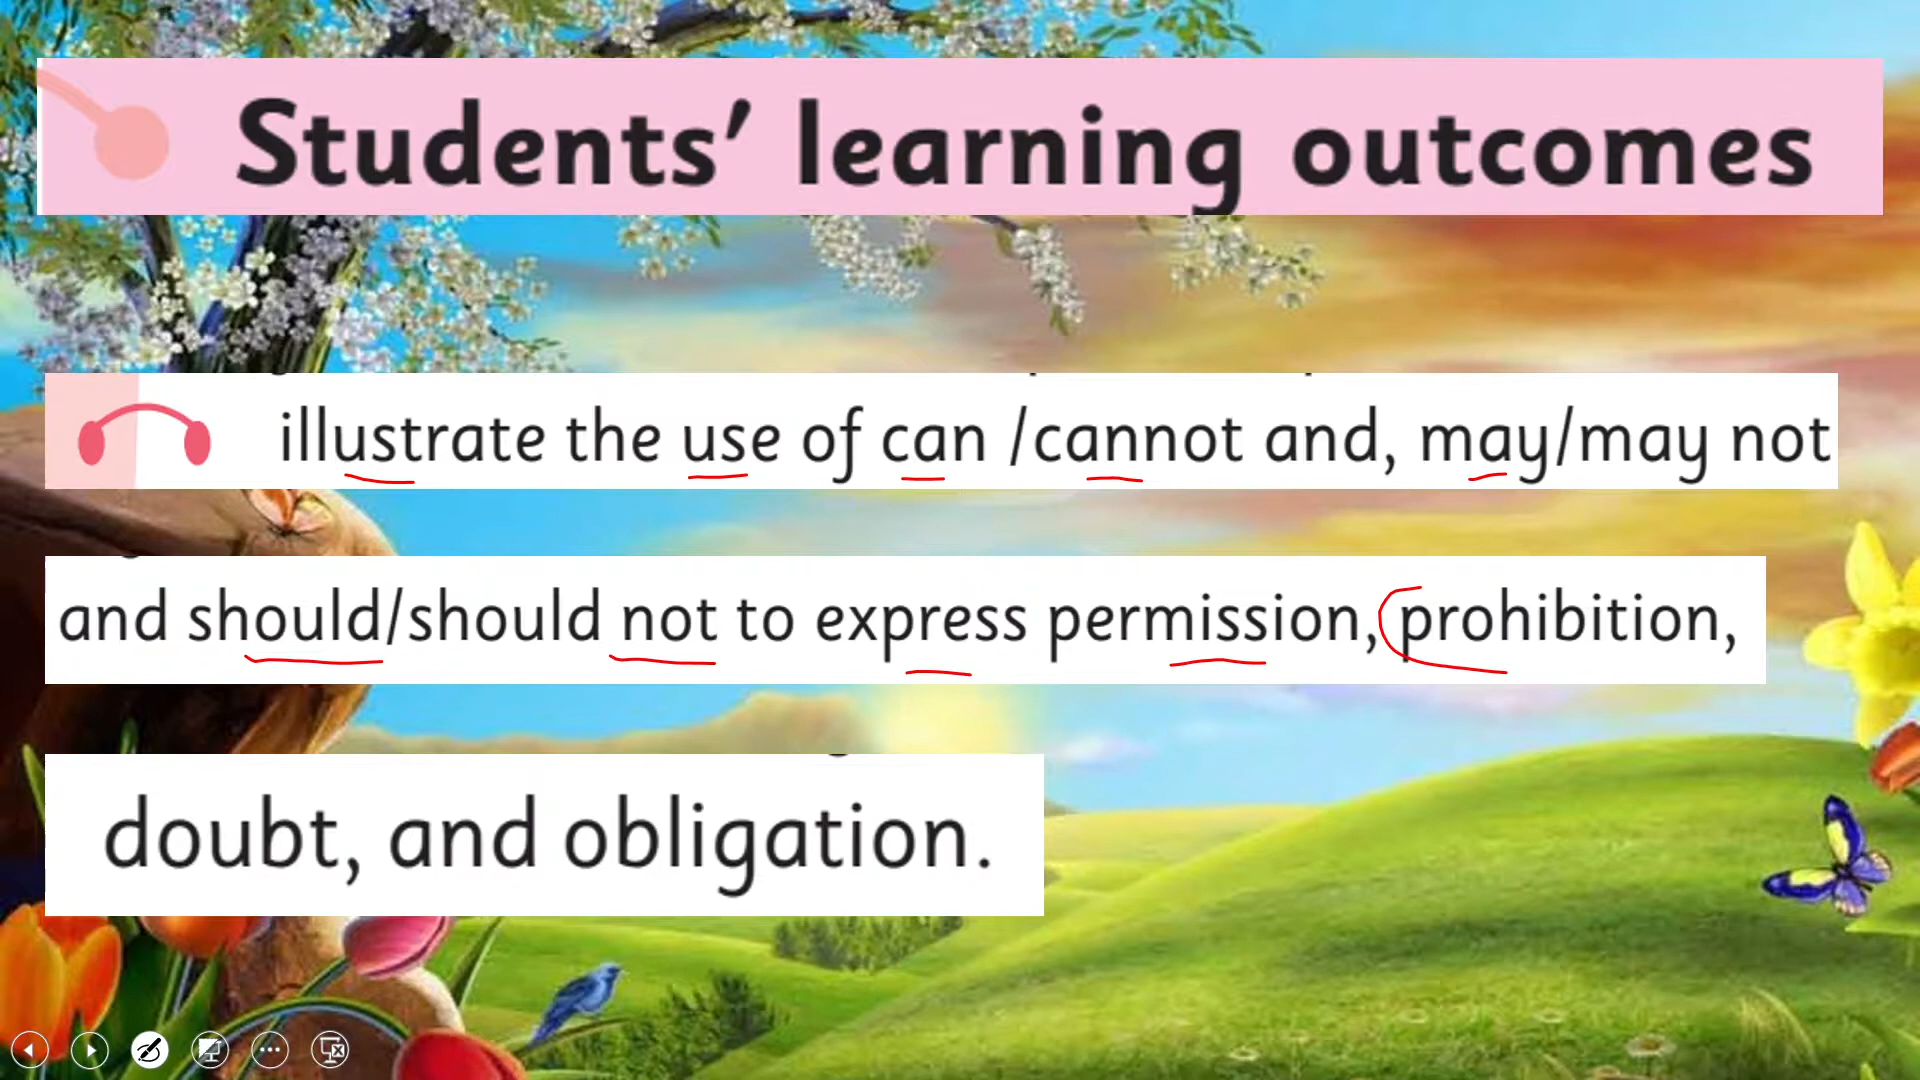 Students’ learning outcomes
illustrate the use of can /cannot and, may/may not
and should/should not to express permission, prohibition,
doubt, and obligation.